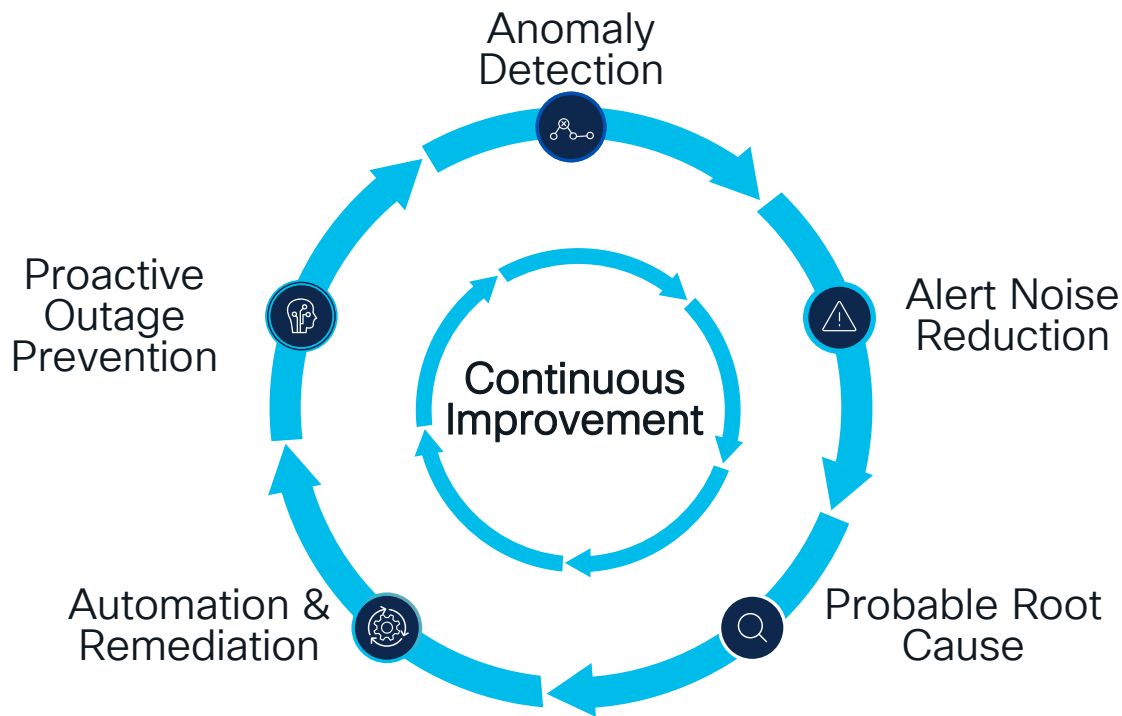 Anomaly
Detection
Alert Noise
Reduction
Probable Root
Cause
Automation &
Remediation
Proactive
Outage
Prevention
Continuous
Improvement